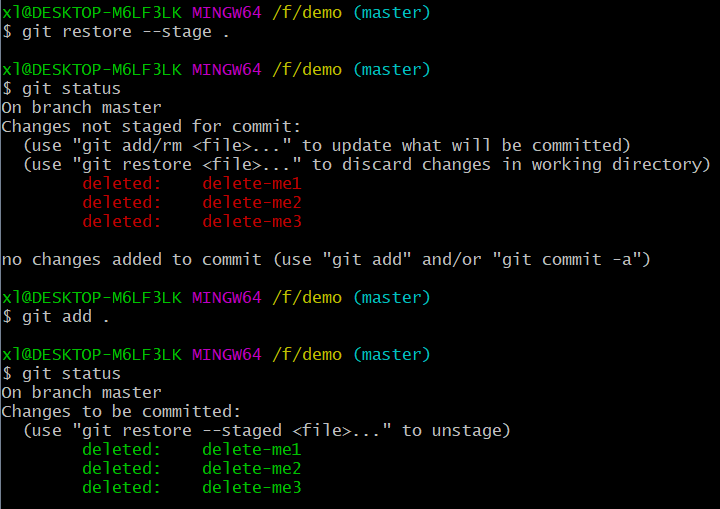 xl@DESKTOP-M6LF3LK MINGW64 /f/demo (master)
$ git restore --stage .
xl@DESKTOP-M6LF3LK MINGW64 /f/demo (master)
$ git status
On branch master
Changes not staged for commit:
  (use "git add/rm <file>..." to update what will be committed)
  (use "git restore <file>..." to discard changes in working directory)
        deleted:    delete-me1
        deleted:    delete-me2
        deleted:    delete-me3
no changes added to commit (use "git add" and/or "git commit -a")
xl@DESKTOP-M6LF3LK MINGW64 /f/demo (master)
$ git add .
xl@DESKTOP-M6LF3LK MINGW64 /f/demo (master)
$ git status
On branch master
Changes to be committed:
  (use "git restore --staged <file>..." to unstage)
        deleted:    delete-me1
        deleted:    delete-me2
        deleted:    delete-me3